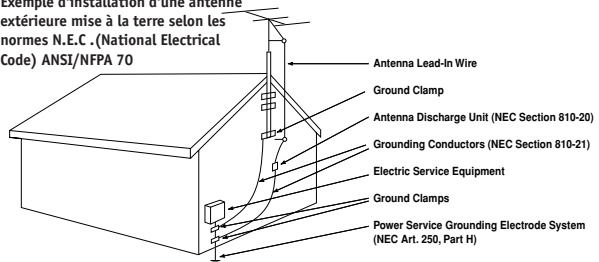 Exemple d'installation d'une antenne
extérieure mise à la terre selon les
normes N.E.C .(National Electrical
Code) ANSI/NFPA 70
Antenna Lead-In Wire
Ground Clamp
Antenna Discharge Unit (NEC Section 810-20)
Grounding Conductors (NEC Section 810-21)
Electric Service Equipment
Ground Clamps
Power Service Grounding Electrode System
(NEC Art. 250, Part H)